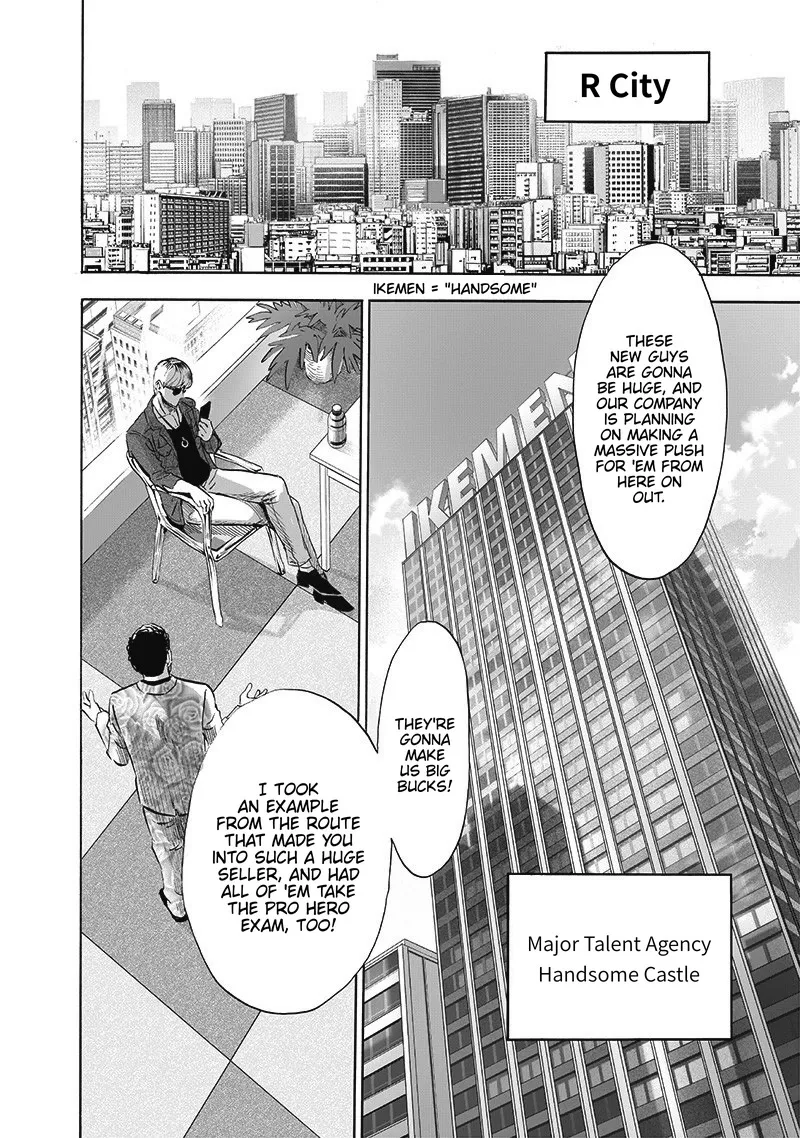 R City
IKEMEN = "HANDSOME"
THESE
NEW GUYS
ARE GONNA
BE HUGE, AND
OUR COMPANY
IS PLANNING
ON MAKING A
MASSIVE PUSH
FOR 'EM FROM
HERE ON
OUT.
IKEMEN
THEY'RE
GONNA
MAKE
US BIG
BUCKS!
I TOOK
AN EXAMPLE
FROM THE ROUTE
THAT MADE YOU
INTO SUCH A HUGE
SELLER, AND HAD
ALL OF 'EM TAKE
THE PRO HERO
EXAM, TOO!
Major Talent Agency
Handsome Castle